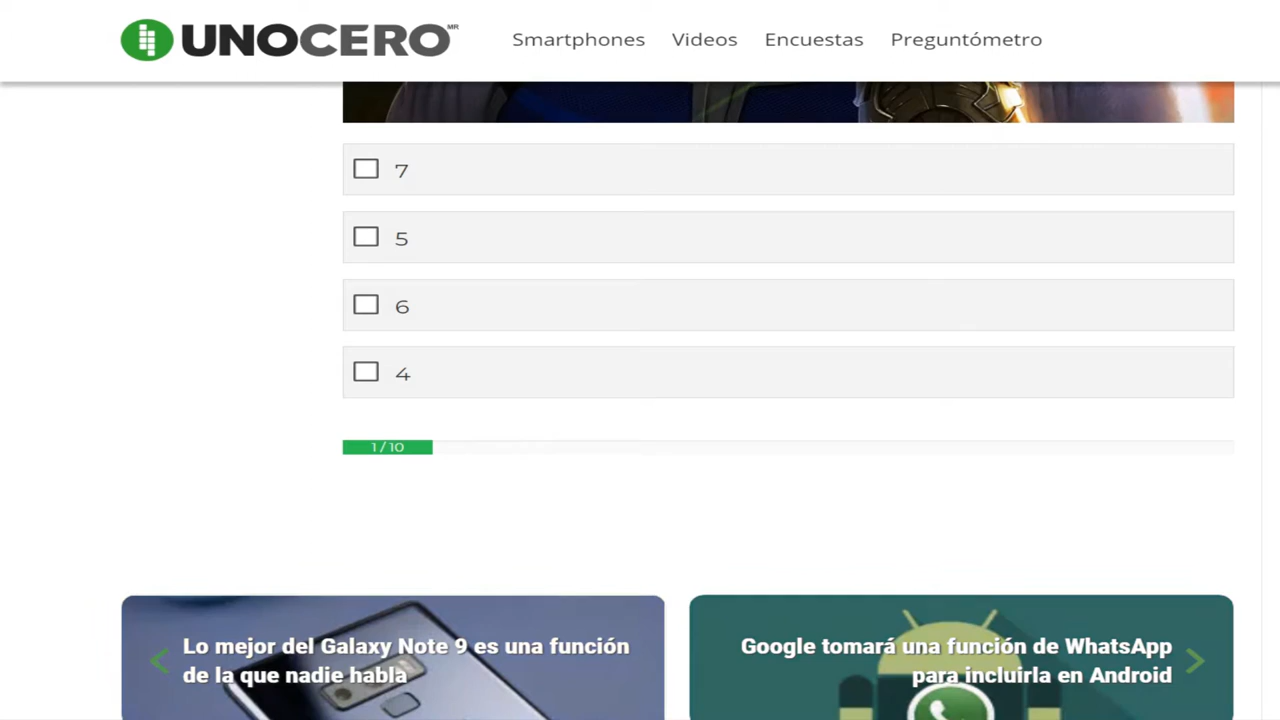 UNOCERO MR
Smartphones Videos Encuestas Preguntómetro
7
5
6
4
1 / 10
Lo mejor del Galaxy Note 9 es una función
de la que nadie habla
Google tomará una función de WhatsApp
para incluirla en Android